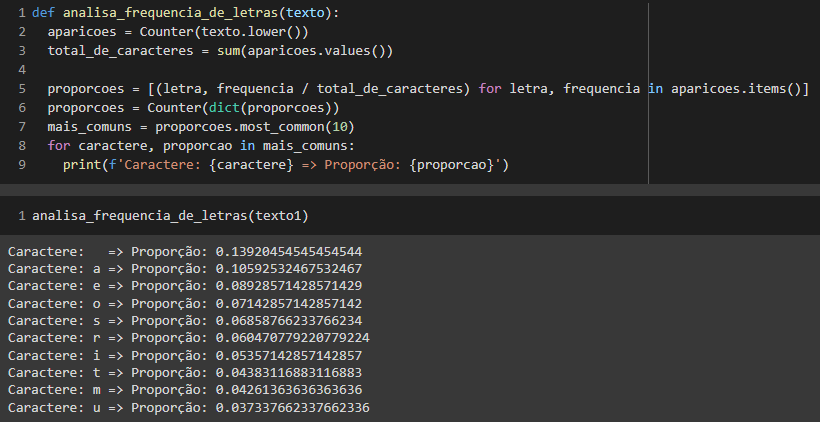 1 def analisa_frequencia_de_letras(texto):
2   aparicoes = Counter(texto.lower())
3   total_de_caracteres = sum(aparicoes.values())
4
5   proporcoes = [(letra, frequencia / total_de_caracteres) for letra, frequencia in aparicoes.items()]
6   proporcoes = Counter(dict(proporcoes))
7   mais_comuns = proporcoes.most_common(10)
8   for caractere, proporcao in mais_comuns:
9     print(f'Caractere: {caractere} => Proporção: {proporcao}')
1 analisa_frequencia_de_letras(texto1)
Caractere:   => Proporção: 0.13920454545454544
Caractere: a => Proporção: 0.10592532467532467
Caractere: e => Proporção: 0.08928571428571429
Caractere: o => Proporção: 0.07142857142857142
Caractere: s => Proporção: 0.06858766233766234
Caractere: r => Proporção: 0.060470779220779224
Caractere: i => Proporção: 0.05357142857142857
Caractere: t => Proporção: 0.04383116883116883
Caractere: m => Proporção: 0.04261363636363636
Caractere: u => Proporção: 0.037337662337662336